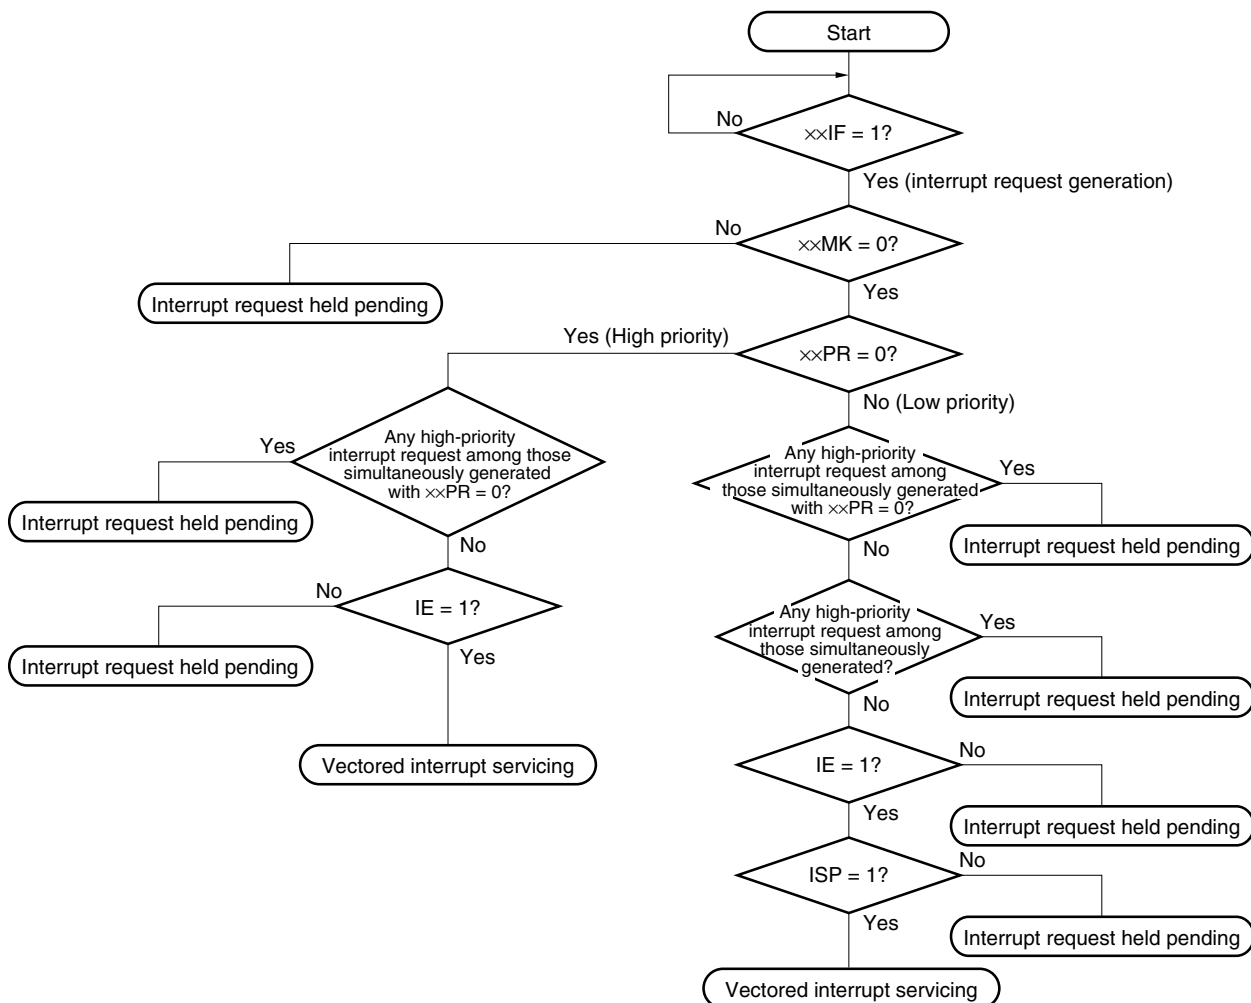 Start
No
××IF = 1?
Yes (interrupt request generation)
No
××MK = 0?
Interrupt request held pending
Yes
Yes (High priority)
××PR = 0?
No (Low priority)
Yes
Any high-priority
interrupt request among those
simultaneously generated
with ××PR = 0?
Interrupt request held pending
No
Any high-priority
interrupt request among
those simultaneously generated
with ××PR = 0?
Yes
Interrupt request held pending
No
No
IE = 1?
Interrupt request held pending
Yes
Vectored interrupt servicing
Any high-priority
interrupt request among
those simultaneously
generated?
Yes
Interrupt request held pending
No
IE = 1?
No
Interrupt request held pending
Yes
ISP = 1?
No
Interrupt request held pending
Yes
Vectored interrupt servicing